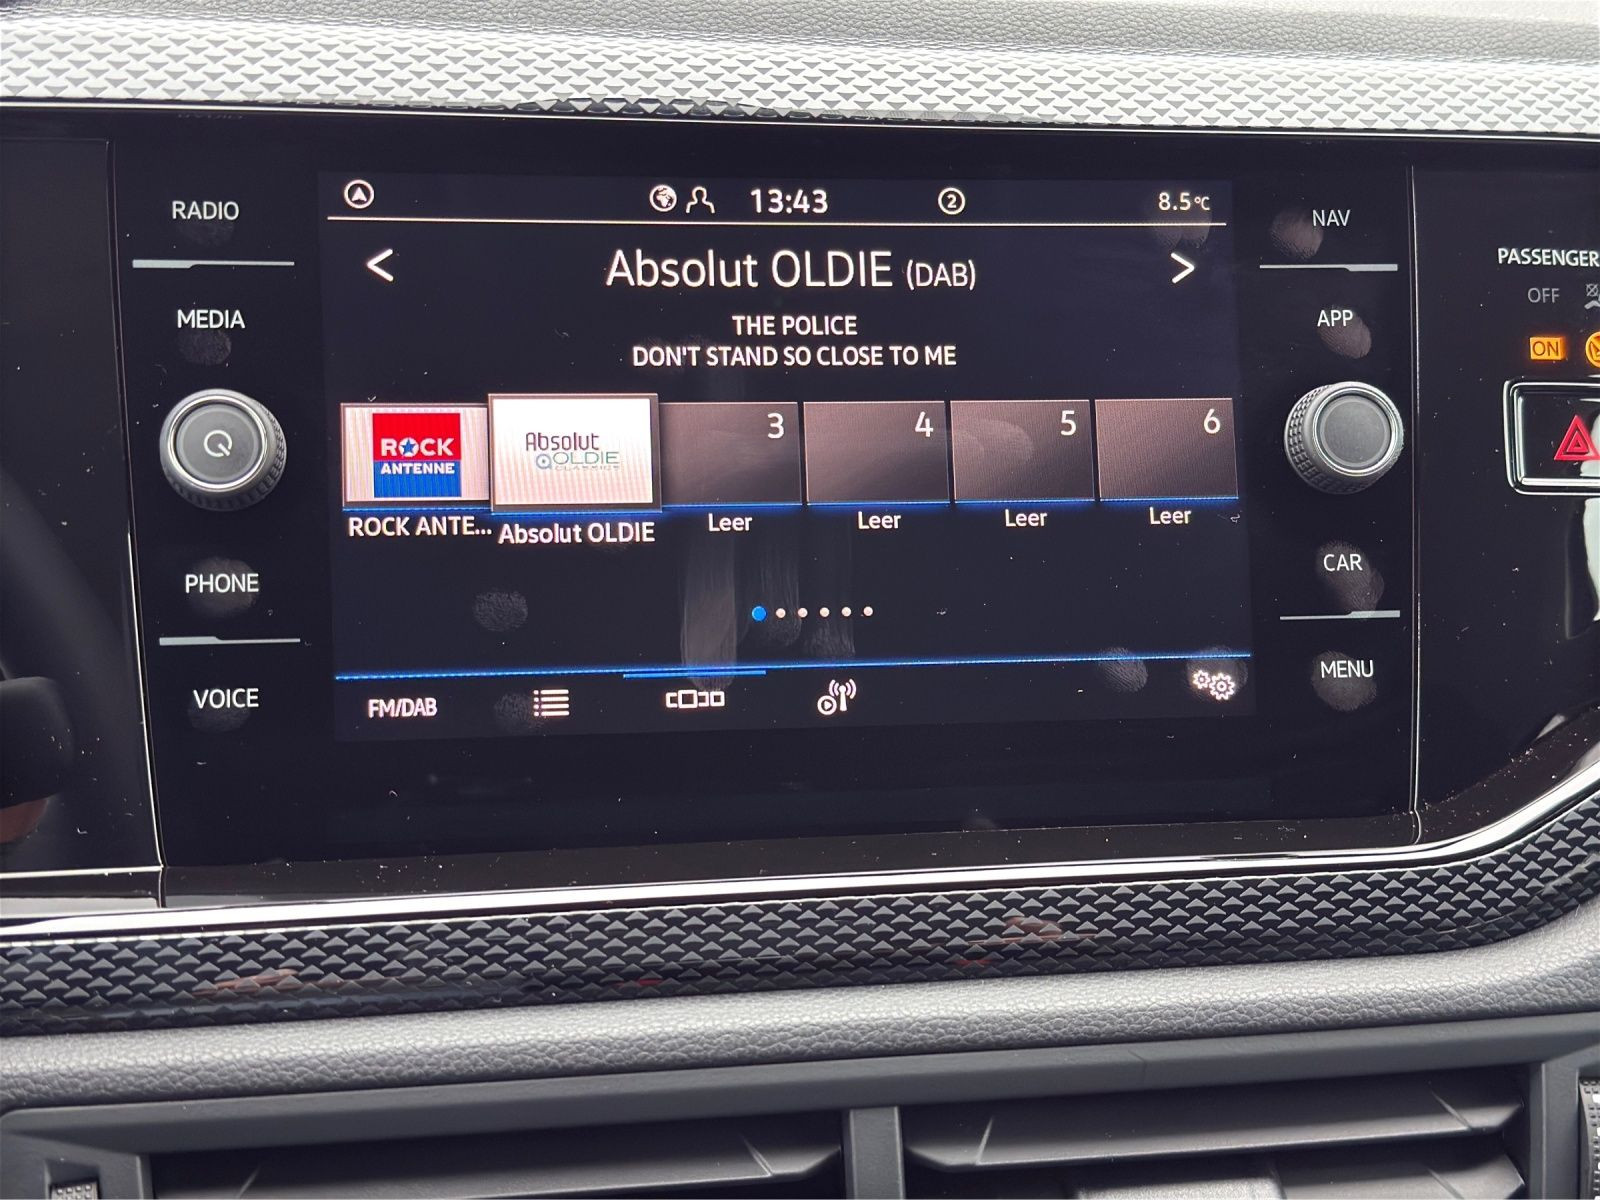 RADIO
MEDIA
PHONE
VOICE
13:43
2
8.5°C
Absolut OLDIE (DAB)
THE POLICE
DON'T STAND SO CLOSE TO ME
ROCK
ANTENNE
Absolut
OLDIE
CLASSICS
3
4
5
6
ROCK ANTE...
Absolut OLDIE
Leer
Leer
Leer
Leer
FM/DAB
NAV
APP
CAR
MENU
PASSENGER
OFF
ON